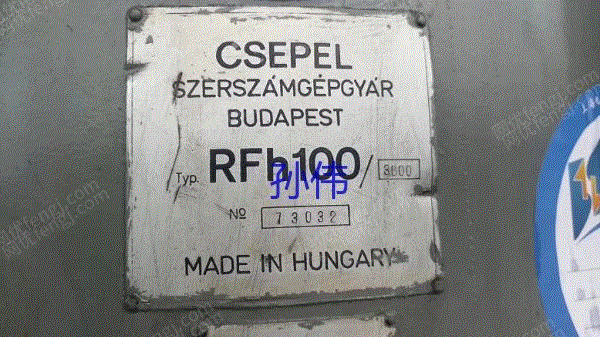 CSEPEL
SZERSZÁMGÉPGYÁR
BUDAPEST
Typ. RFh100/ 3000
孙伟
Nº 73032
MADE IN HUNGARY